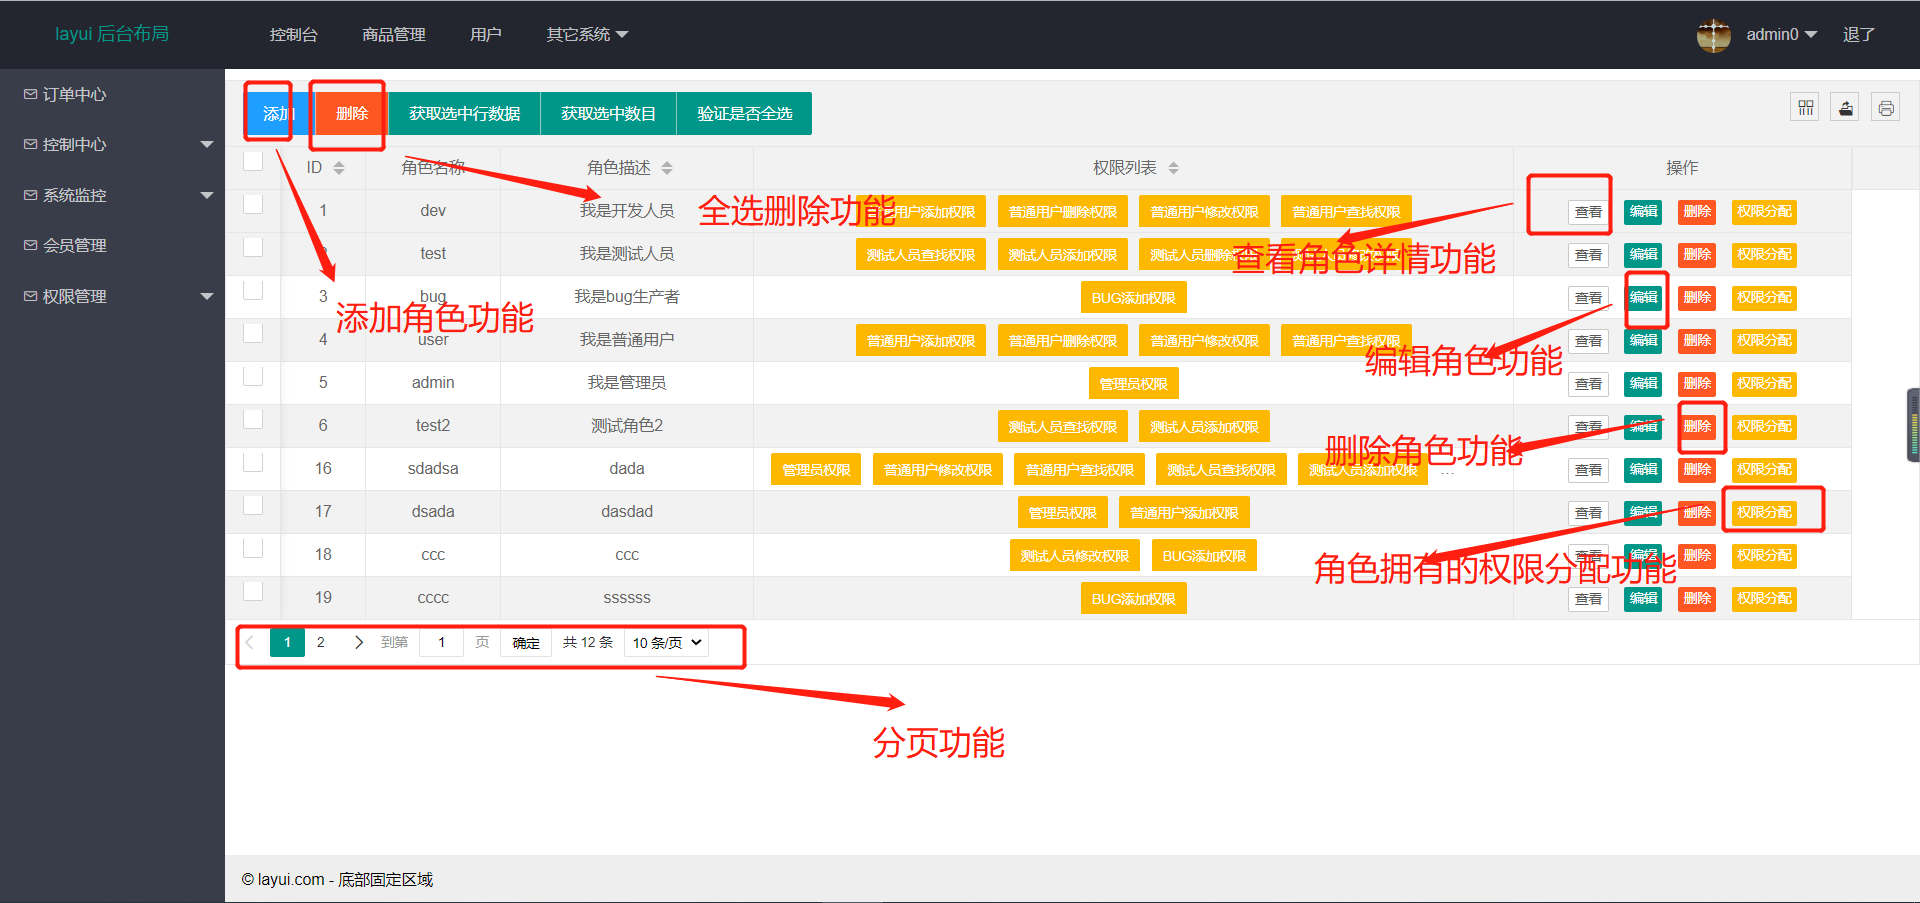 layui 后台布局
控制台 商品管理 用户 其它系统
admin0 退了
订单中心
控制中心
系统监控
会员管理
权限管理
添加 删除 获取选中行数据 获取选中数目 验证是否全选
ID 角色名称 角色描述 权限列表 操作
1 dev 我是开发人员 普通用户添加权限 普通用户删除权限 普通用户修改权限 普通用户查找权限 查看 编辑 删除 权限分配
全选删除功能
test 我是测试人员 测试人员查找权限 测试人员添加权限 测试人员删除 查看 编辑 删除 权限分配
查看角色详情功能
3 bug 我是bug生产者 BUG添加权限 查看 编辑 删除 权限分配
添加角色功能
4 user 我是普通用户 普通用户添加权限 普通用户删除权限 普通用户修改权限 普通用户查找权限 查看 编辑 删除 权限分配
编辑角色功能
5 admin 我是管理员 管理员权限 查看 编辑 删除 权限分配
6 test2 测试角色2 测试人员查找权限 测试人员添加权限 查看 编辑 删除 权限分配
删除角色功能
16 sdadsa dada 管理员权限 普通用户修改权限 普通用户查找权限 测试人员查找权限 测试人员添加权限 ... 查看 编辑 删除 权限分配
17 dsada dasdad 管理员权限 普通用户添加权限 查看 编辑 删除 权限分配
18 ccc ccc 测试人员修改权限 BUG添加权限 查看 编辑 删除 权限分配
角色拥有的权限分配功能
19 cccc ssssss BUG添加权限 查看 编辑 删除 权限分配
1 2 到第 1 页 确定 共 12 条 10 条/页
分页功能
© layui.com - 底部固定区域